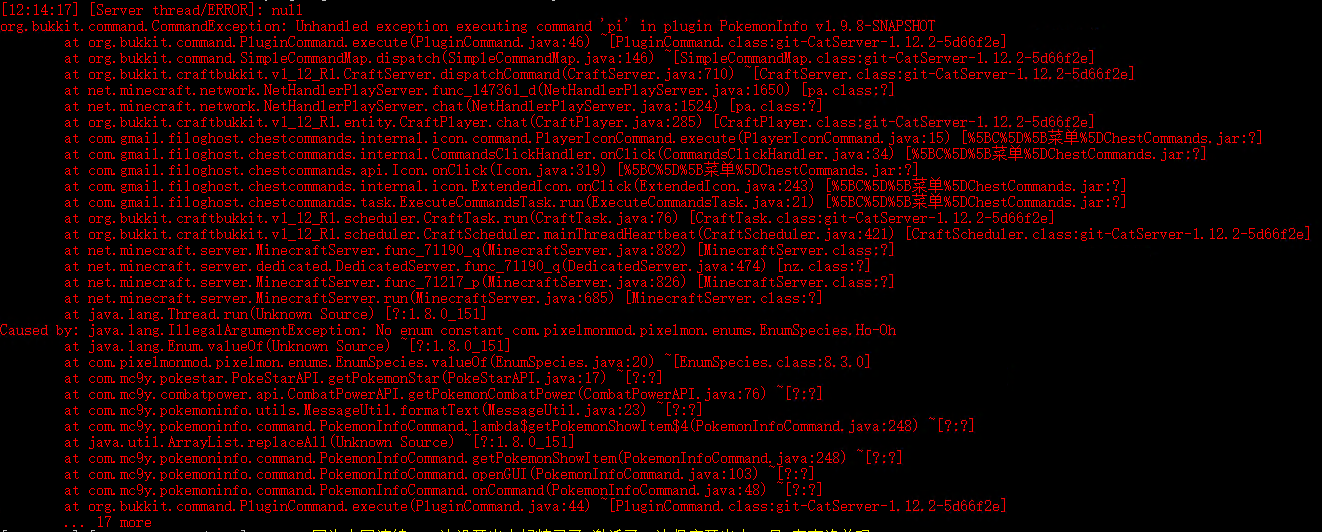 [12:14:17] [Server thread/ERROR]: null
org.bukkit.command.CommandException: Unhandled exception executing command 'pi' in plugin PokemonInfo v1.9.8-SNAPSHOT
at org.bukkit.command.PluginCommand.execute(PluginCommand.java:46) ~[PluginCommand.class:git-CatServer-1.12.2-5d66f2e]
at org.bukkit.command.SimpleCommandMap.dispatch(SimpleCommandMap.java:146) ~[SimpleCommandMap.class:git-CatServer-1.12.2-5d66f2e]
at org.bukkit.craftbukkit.v1_12_R1.CraftServer.dispatchCommand(CraftServer.java:710) ~[CraftServer.class:git-CatServer-1.12.2-5d66f2e]
at net.minecraft.network.NetHandlerPlayServer.func_147361_d(NetHandlerPlayServer.java:1650) [pa.class:?]
at net.minecraft.network.NetHandlerPlayServer.chat(NetHandlerPlayServer.java:1524) [pa.class:?]
at org.bukkit.craftbukkit.v1_12_R1.entity.CraftPlayer.chat(CraftPlayer.java:285) [CraftPlayer.class:git-CatServer-1.12.2-5d66f2e]
at com.gmail.filoghost.chestcommands.internal.icon.command.PlayerIconCommand.execute(PlayerIconCommand.java:15) [%5BC%5D%5B菜单%5DChestCommands.jar:?]
at com.gmail.filoghost.chestcommands.internal.CommandsClickHandler.onClick(CommandsClickHandler.java:34) [%5BC%5D%5B菜单%5DChestCommands.jar:?]
at com.gmail.filoghost.chestcommands.api.Icon.onClick(Icon.java:319) [%5BC%5D%5B菜单%5DChestCommands.jar:?]
at com.gmail.filoghost.chestcommands.internal.icon.ExtendedIcon.onClick(ExtendedIcon.java:243) [%5BC%5D%5B菜单%5DChestCommands.jar:?]
at com.gmail.filoghost.chestcommands.task.ExecuteCommandsTask.run(ExecuteCommandsTask.java:21) [%5BC%5D%5B菜单%5DChestCommands.jar:?]
at org.bukkit.craftbukkit.v1_12_R1.scheduler.CraftTask.run(CraftTask.java:76) [CraftTask.class:git-CatServer-1.12.2-5d66f2e]
at org.bukkit.craftbukkit.v1_12_R1.scheduler.CraftScheduler.mainThreadHeartbeat(CraftScheduler.java:421) [CraftScheduler.class:git-CatServer-1.12.2-5d66f2e]
at net.minecraft.server.MinecraftServer.func_71190_q(MinecraftServer.java:882) [MinecraftServer.class:?]
at net.minecraft.server.dedicated.DedicatedServer.func_71190_q(DedicatedServer.java:474) [nz.class:?]
at net.minecraft.server.MinecraftServer.func_71217_p(MinecraftServer.java:826) [MinecraftServer.class:?]
at net.minecraft.server.MinecraftServer.run(MinecraftServer.java:685) [MinecraftServer.class:?]
at java.lang.Thread.run(Unknown Source) [?:1.8.0_151]
Caused by: java.lang.IllegalArgumentException: No enum constant com.pixelmonmod.pixelmon.enums.EnumSpecies.Ho-Oh
at java.lang.Enum.valueOf(Unknown Source) ~[?:1.8.0_151]
at com.pixelmonmod.pixelmon.enums.EnumSpecies.valueOf(EnumSpecies.java:20) ~[EnumSpecies.class:8.3.0]
at com.mc9y.pokestar.PokeStarAPI.getPokemonStar(PokeStarAPI.java:17) ~[?:?]
at com.mc9y.combatpower.api.CombatPowerAPI.getPokemonCombatPower(CombatPowerAPI.java:76) ~[?:?]
at com.mc9y.pokemoninfo.utils.MessageUtil.formatText(MessageUtil.java:23) ~[?:?]
at com.mc9y.pokemoninfo.command.PokemonInfoCommand.lambda$getPokemonShowItem$4(PokemonInfoCommand.java:248) ~[?:?]
at java.util.ArrayList.replaceAll(Unknown Source) ~[?:1.8.0_151]
at com.mc9y.pokemoninfo.command.PokemonInfoCommand.getPokemonShowItem(PokemonInfoCommand.java:248) ~[?:?]
at com.mc9y.pokemoninfo.command.PokemonInfoCommand.openGUI(PokemonInfoCommand.java:103) ~[?:?]
at com.mc9y.pokemoninfo.command.PokemonInfoCommand.onCommand(PokemonInfoCommand.java:48) ~[?:?]
at org.bukkit.command.PluginCommand.execute(PluginCommand.java:44) ~[PluginCommand.class:git-CatServer-1.12.2-5d66f2e]
... 17 more